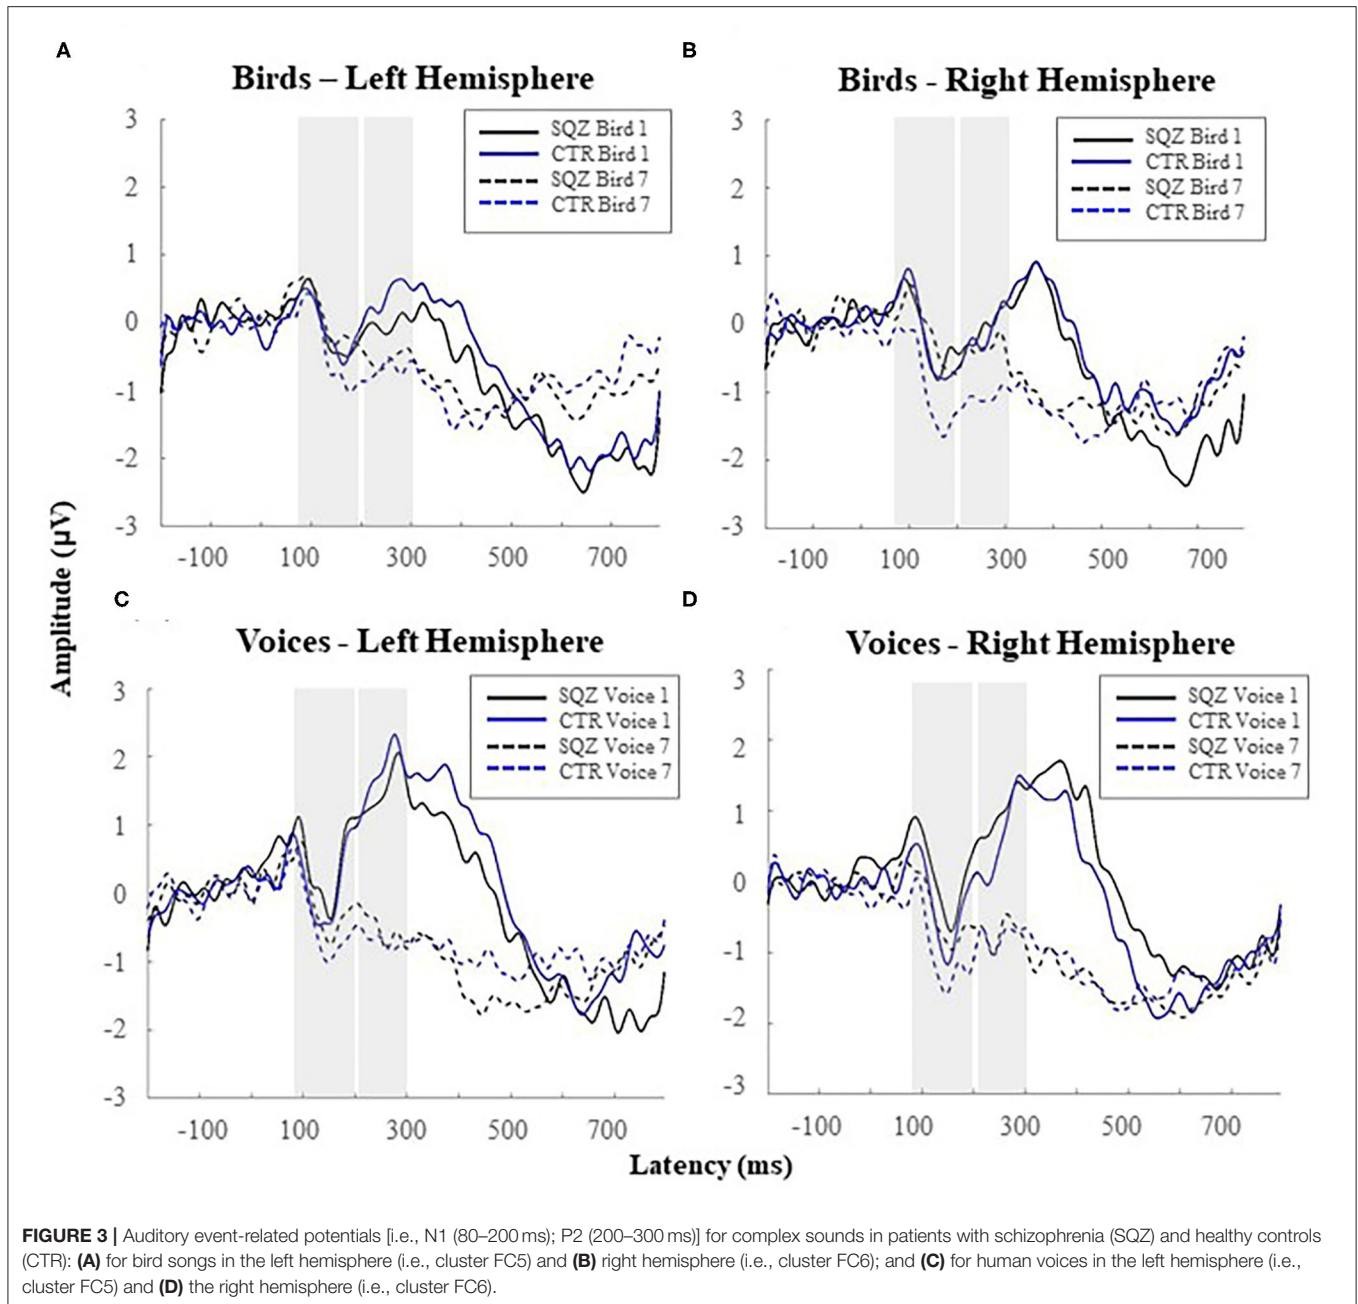 A
Birds – Left Hemisphere
3
2
1
0
-1
-2
-3
SQZ Bird 1
CTR Bird 1
SQZ Bird 7
CTR Bird 7
-100 100 300 500 700
B
Birds - Right Hemisphere
3
2
1
0
-1
-2
-3
SQZ Bird 1
CTR Bird 1
SQZ Bird 7
CTR Bird 7
-100 100 300 500 700
Amplitude (µV)
C
Voices - Left Hemisphere
3
2
1
0
-1
-2
-3
SQZ Voice 1
CTR Voice 1
SQZ Voice 7
CTR Voice 7
-100 100 300 500 700
D
Voices - Right Hemisphere
3
2
1
0
-1
-2
-3
SQZ Voice 1
CTR Voice 1
SQZ Voice 7
CTR Voice 7
-100 100 300 500 700
Latency (ms)
FIGURE 3 | Auditory event-related potentials [i.e., N1 (80–200 ms); P2 (200–300 ms)] for complex sounds in patients with schizophrenia (SQZ) and healthy controls
(CTR): (A) for bird songs in the left hemisphere (i.e., cluster FC5) and (B) right hemisphere (i.e., cluster FC6); and (C) for human voices in the left hemisphere (i.e.,
cluster FC5) and (D) the right hemisphere (i.e., cluster FC6).